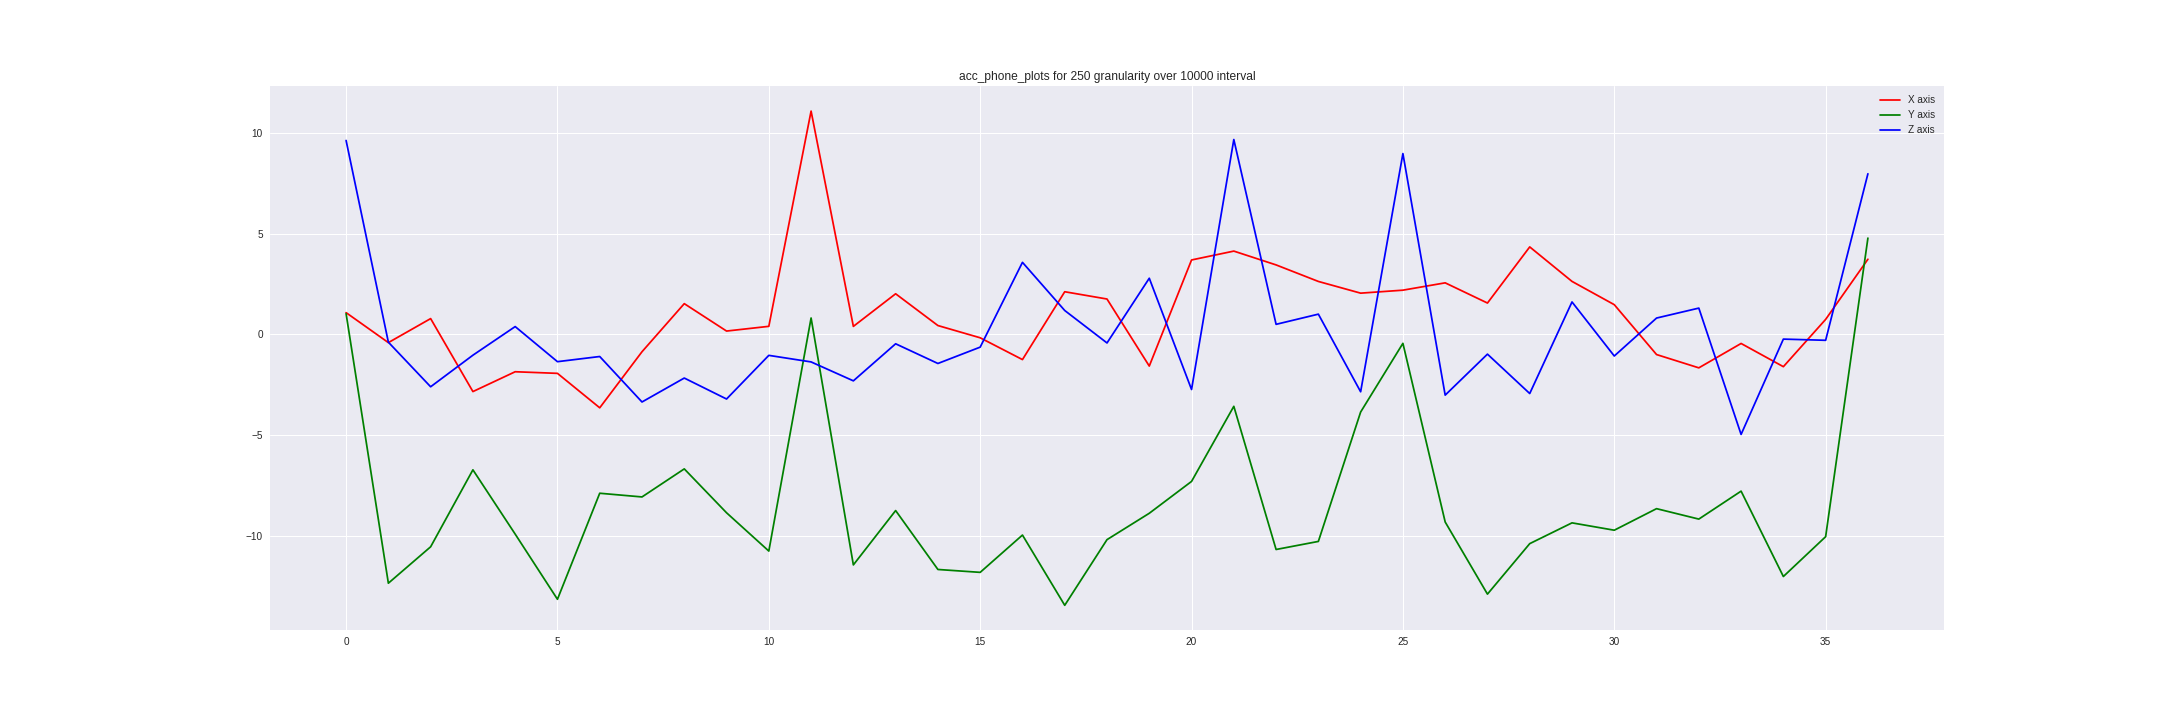 acc_phone_plots for 250 granularity over 10000 interval
X axis
Y axis
Z axis
10
5
0
−5
−10
0 5 10 15 20 25 30 35